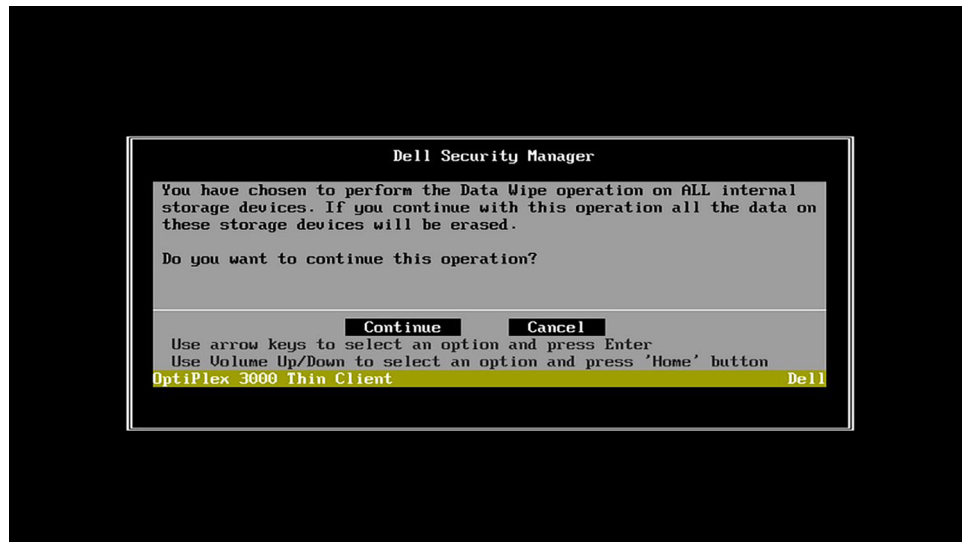 Dell Security Manager
You have chosen to perform the Data Wipe operation on ALL internal
storage devices. If you continue with this operation all the data on
these storage devices will be erased.
Do you want to continue this operation?
Continue Cancel
Use arrow keys to select an option and press Enter
Use Volume Up/Down to select an option and press 'Home' button
OptiPlex 3000 Thin Client Dell